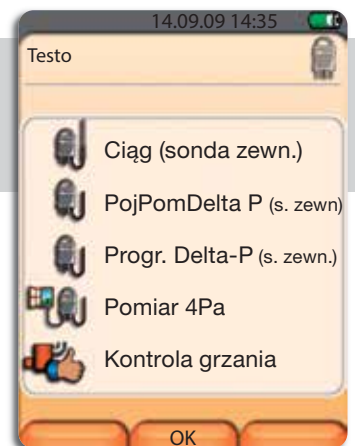 14.09.09 14:35
Testo
Ciąg (sonda zewn.)
PojPomDelta P (s. zewn)
Progr. Delta-P (s. zewn.)
Pomiar 4Pa
Kontrola grzania
OK